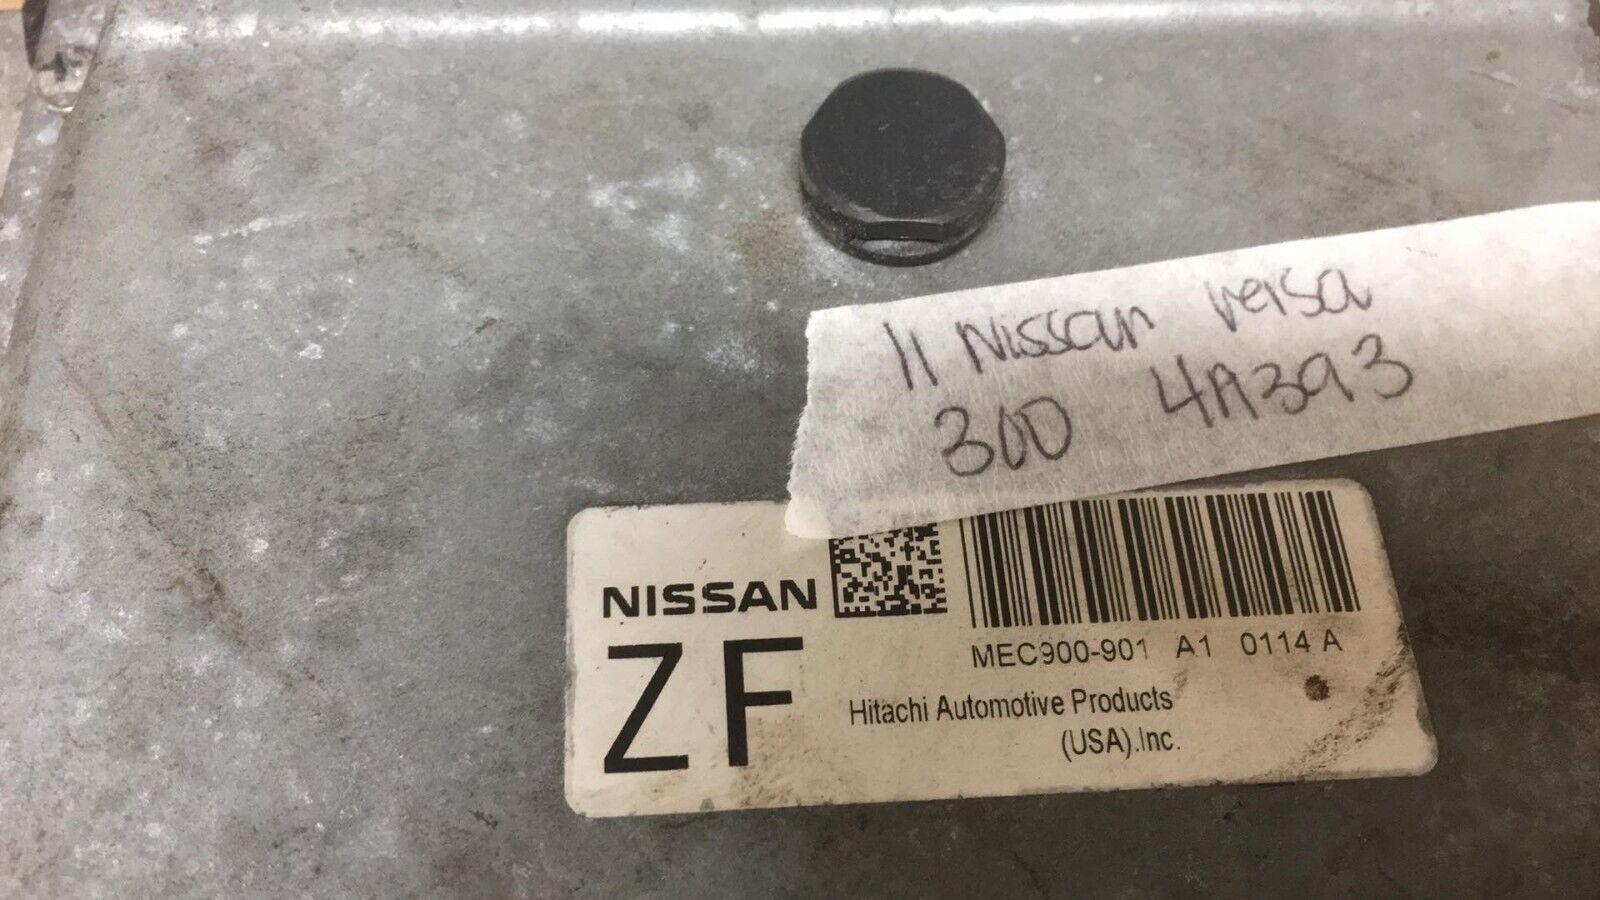 11 Nissan Versa
300 4A393
NISSAN
ZF
MEC900-901 A1 0114 A
Hitachi Automotive Products
(USA).Inc.